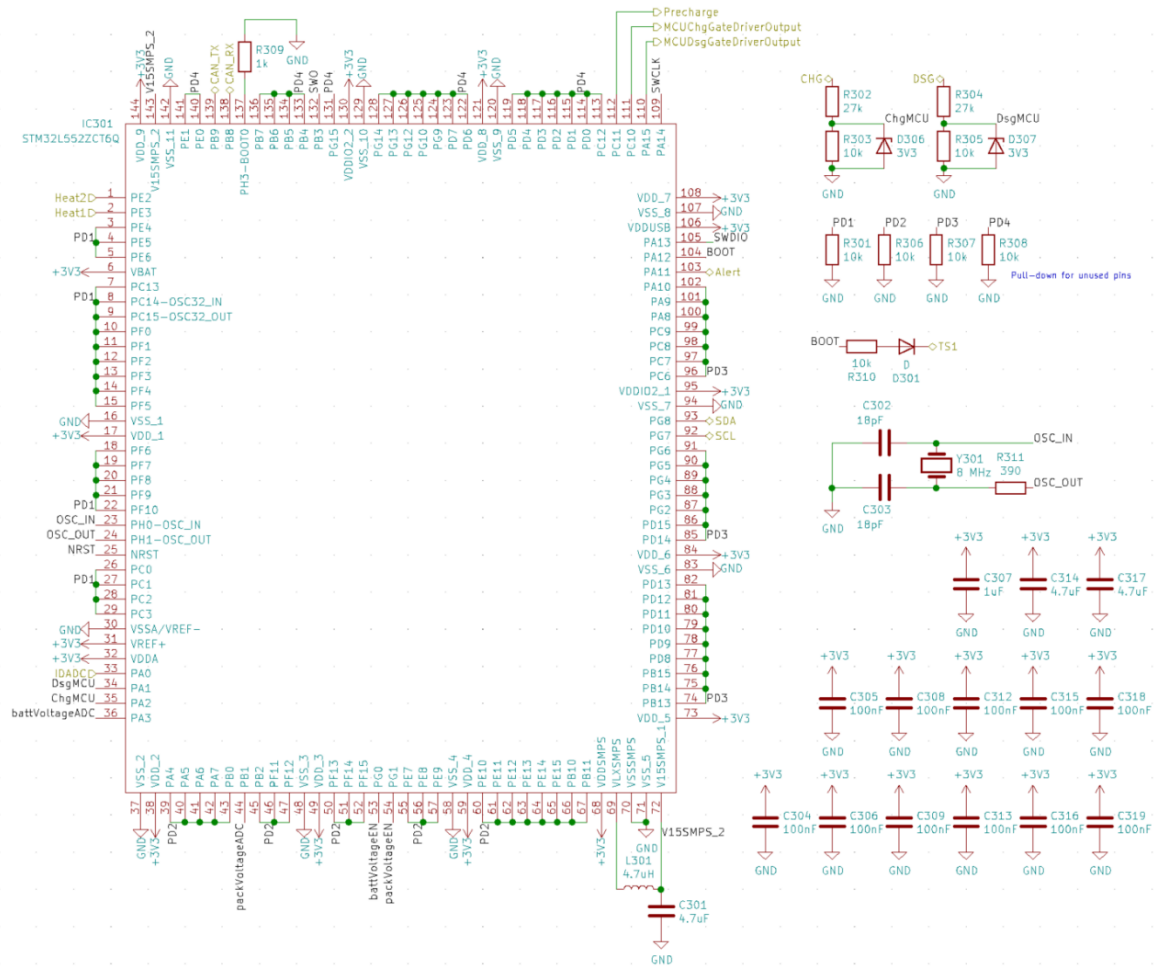 Precharge
MCUChgGateDriverOutput
MCUDsgGateDriverOutput
R309
1k
GND
+3V3
V15SMPS_2
GND
PD4
CAN_TX
CAN_RX
PD4
SWO
PD4
+3V3
GND
PD4
+3V3
GND
PD4
SWCLK
144 143 142 141 140 139 138 137 136 135 134 133 132 131 130 129 128 127 126 125 124 123 122 121 120 119 118 117 116 115 114 113 112 111 110 109
IC301
STM32L552ZCT6Q
VDD_9
V15SMPS_2
VSS_11
PE1
PE0
PB9
PB8
PH3-BOOT0
PB7
PB6
PB5
PB4
PB3
PG15
VDDIO2_2
VSS_10
PG14
PG13
PG12
PG10
PG9
PD7
PD6
VDD_8
VSS_9
PD5
PD4
PD3
PD2
PD1
PD0
PC12
PC11
PC10
PA15
PA14
Heat2 1 PE2
Heat1 2 PE3
3 PE4
PD1 4 PE5
5 PE6
+3V3 6 VBAT
7 PC13
PD1 8 PC14-OSC32_IN
9 PC15-OSC32_OUT
10 PF0
11 PF1
12 PF2
13 PF3
14 PF4
15 PF5
GND 16 VSS_1
+3V3 17 VDD_1
18 PF6
19 PF7
20 PF8
21 PF9
PD1 22 PF10
OSC_IN 23 PH0-OSC_IN
OSC_OUT 24 PH1-OSC_OUT
NRST 25 NRST
26 PC0
PD1 27 PC1
28 PC2
29 PC3
GND 30 VSSA/VREF-
+3V3 31 VREF+
+3V3 32 VDDA
IDADC 33 PA0
DsgMCU 34 PA1
ChgMCU 35 PA2
battVoltageADC 36 PA3
VDD_7 108 +3V3
VSS_8 107 GND
VDDUSB 106 +3V3
PA13 105 SWDIO
PA12 104 BOOT
PA11 103 Alert
PA10 102
PA9 101
PA8 100
PC9 99
PC8 98
PC7 97
PC6 96 PD3
VDDIO2_1 95 +3V3
VSS_7 94 GND
PG8 93 SDA
PG7 92 SCL
PG6 91
PG5 90
PG4 89
PG3 88
PG2 87
PD15 86
PD14 85 PD3
VDD_6 84 +3V3
VSS_6 83 GND
PD13 82
PD12 81
PD11 80
PD10 79
PD9 78
PD8 77
PB15 76
PB14 75
PB13 74 PD3
VDD_5 73 +3V3
VSS_2
VDD_2
PA4
PA5
PA6
PA7
PB0
PB1
PB2
PF11
PF12
VSS_3
VDD_3
PF13
PF14
PF15
PG0
PG1
PE7
PE8
PE9
VSS_4
VDD_4
PE10
PE11
PE12
PE13
PE14
PE15
PB10
PB11
VDDSMPS
VLXSMPS
VSSSMPS
VSS_5
V15SMPS_1
37 38 39 40 41 42 43 44 45 46 47 48 49 50 51 52 53 54 55 56 57 58 59 60 61 62 63 64 65 66 67 68 69 70 71 72
GND
+3V3
PD2
packVoltageADC
PD2
GND
+3V3
PD2
battVoltageEN
packVoltageEN
PD2
GND
+3V3
PD2
+3V3
GND
V15SMPS_2
L301
4.7uH
C301
4.7uF
GND
CHG
R302
27k
ChgMCU
R303
10k
D306
3V3
GND
DSG
R304
27k
DsgMCU
R305
10k
D307
3V3
GND
PD1 PD2 PD3 PD4
R301 R306 R307 R308
10k 10k 10k 10k
GND GND GND GND
Pull-down for unused pins
BOOT
10k
R310
D
D301
TS1
C302
18pF
OSC_IN
Y301
8 MHz
R311
390
OSC_OUT
C303
18pF
GND
+3V3 +3V3 +3V3
C307 C314 C317
1uF 4.7uF 4.7uF
GND GND GND
+3V3 +3V3 +3V3 +3V3 +3V3
C305 C308 C312 C315 C318
100nF 100nF 100nF 100nF 100nF
GND GND GND GND GND
+3V3 +3V3 +3V3 +3V3 +3V3 +3V3
C304 C306 C309 C313 C316 C319
100nF 100nF 100nF 100nF 100nF 100nF
GND GND GND GND GND GND